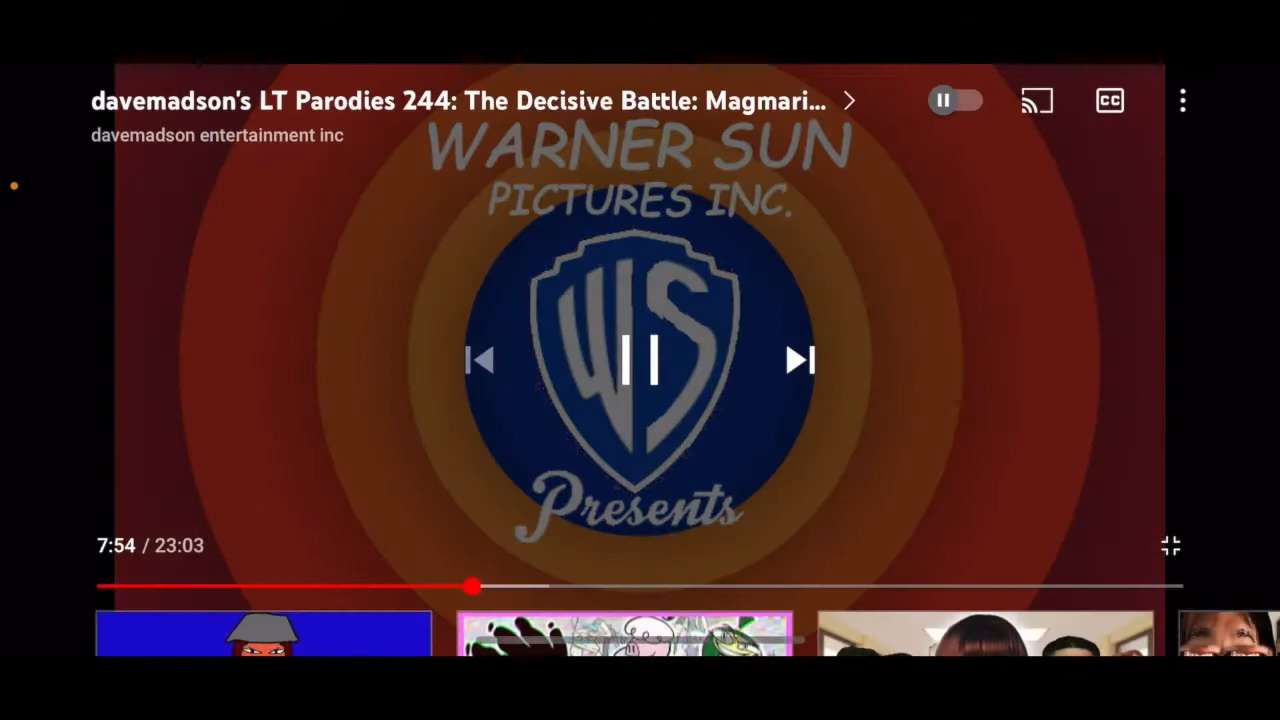 davemadson's LT Parodies 244: The Decisive Battle: Magmari...
davemadson entertainment inc
CC
WARNER SUN
PICTURES INC.
WS
Presents
7:54 / 23:03